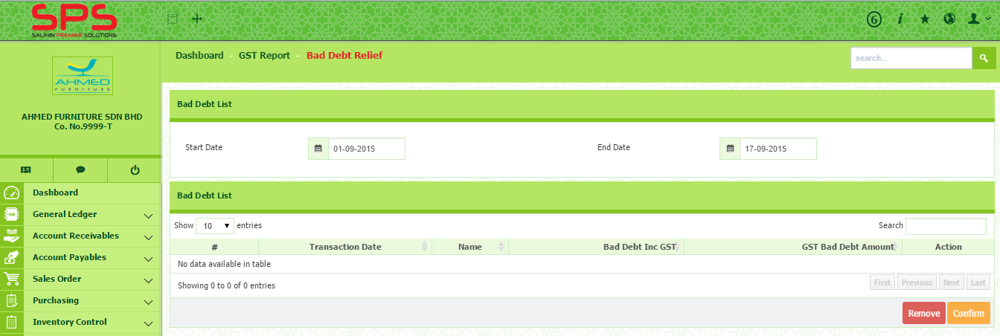 SPS
SALIHIN PREMIER SOLUTIONS
6
i
Dashboard - GST Report - Bad Debt Relief
search...
AHMED
FURNITURE
AHMED FURNITURE SDN BHD
Co. No.9999-T
Dashboard
RM
General Ledger
Account Receivables
Account Payables
Sales Order
Purchasing
Inventory Control
Bad Debt List
Start Date
01-09-2015
End Date
17-09-2015
Bad Debt List
Show 10 entries
Search
# Transaction Date Name Bad Debt Inc GST GST Bad Debt Amount Action
No data available in table
Showing 0 to 0 of 0 entries
First Previous Next Last
Remove Confirm